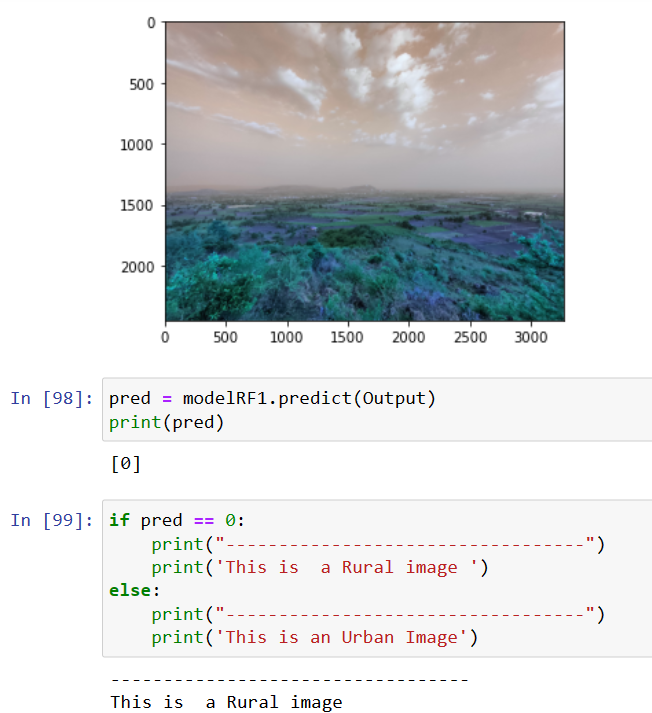 0
500
1000
1500
2000
0 500 1000 1500 2000 2500 3000
In [98]: pred = modelRF1.predict(Output)
print(pred)
[0]
In [99]: if pred == 0:
    print("----------------------------------")
    print('This is  a Rural image ')
else:
    print("----------------------------------")
    print('This is an Urban Image')
----------------------------------
This is  a Rural image